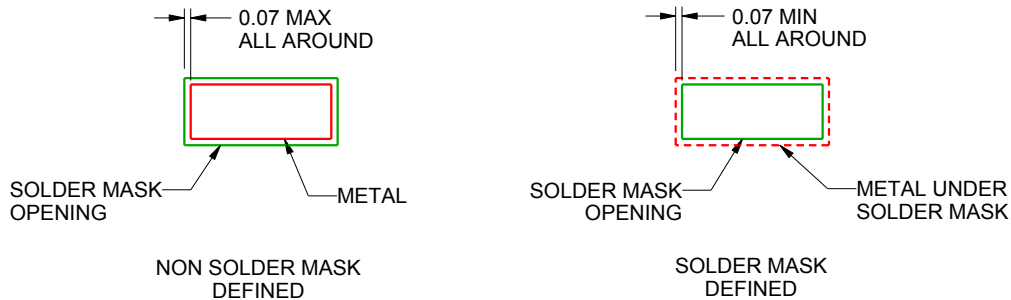 0.07 MAX
ALL AROUND
SOLDER MASK
OPENING
METAL
NON SOLDER MASK
DEFINED
0.07 MIN
ALL AROUND
SOLDER MASK
OPENING
METAL UNDER
SOLDER MASK
SOLDER MASK
DEFINED